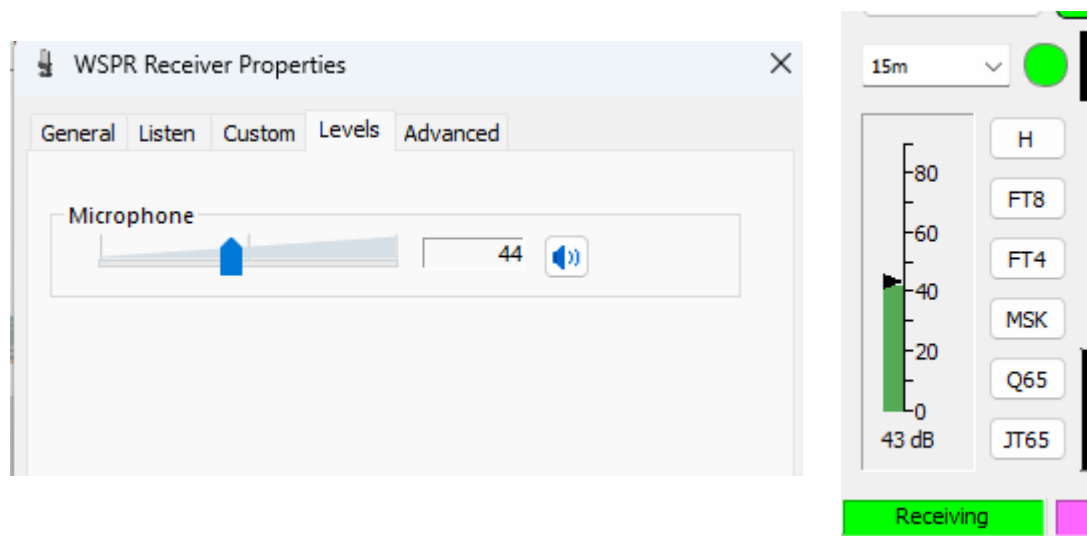 WSPR Receiver Properties
General Listen Custom Levels Advanced
Microphone
44
15m
80
60
40
20
0
43 dB
H
FT8
FT4
MSK
Q65
JT65
Receiving